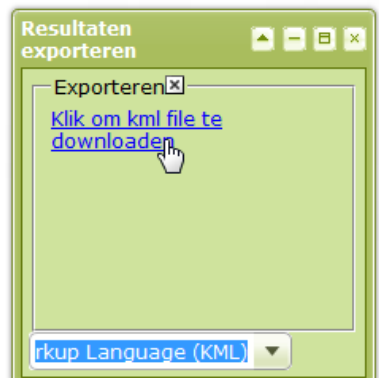 Resultaten
exporteren
Exporteren
Klik om kml file te
downloaden
rkup Language (KML)